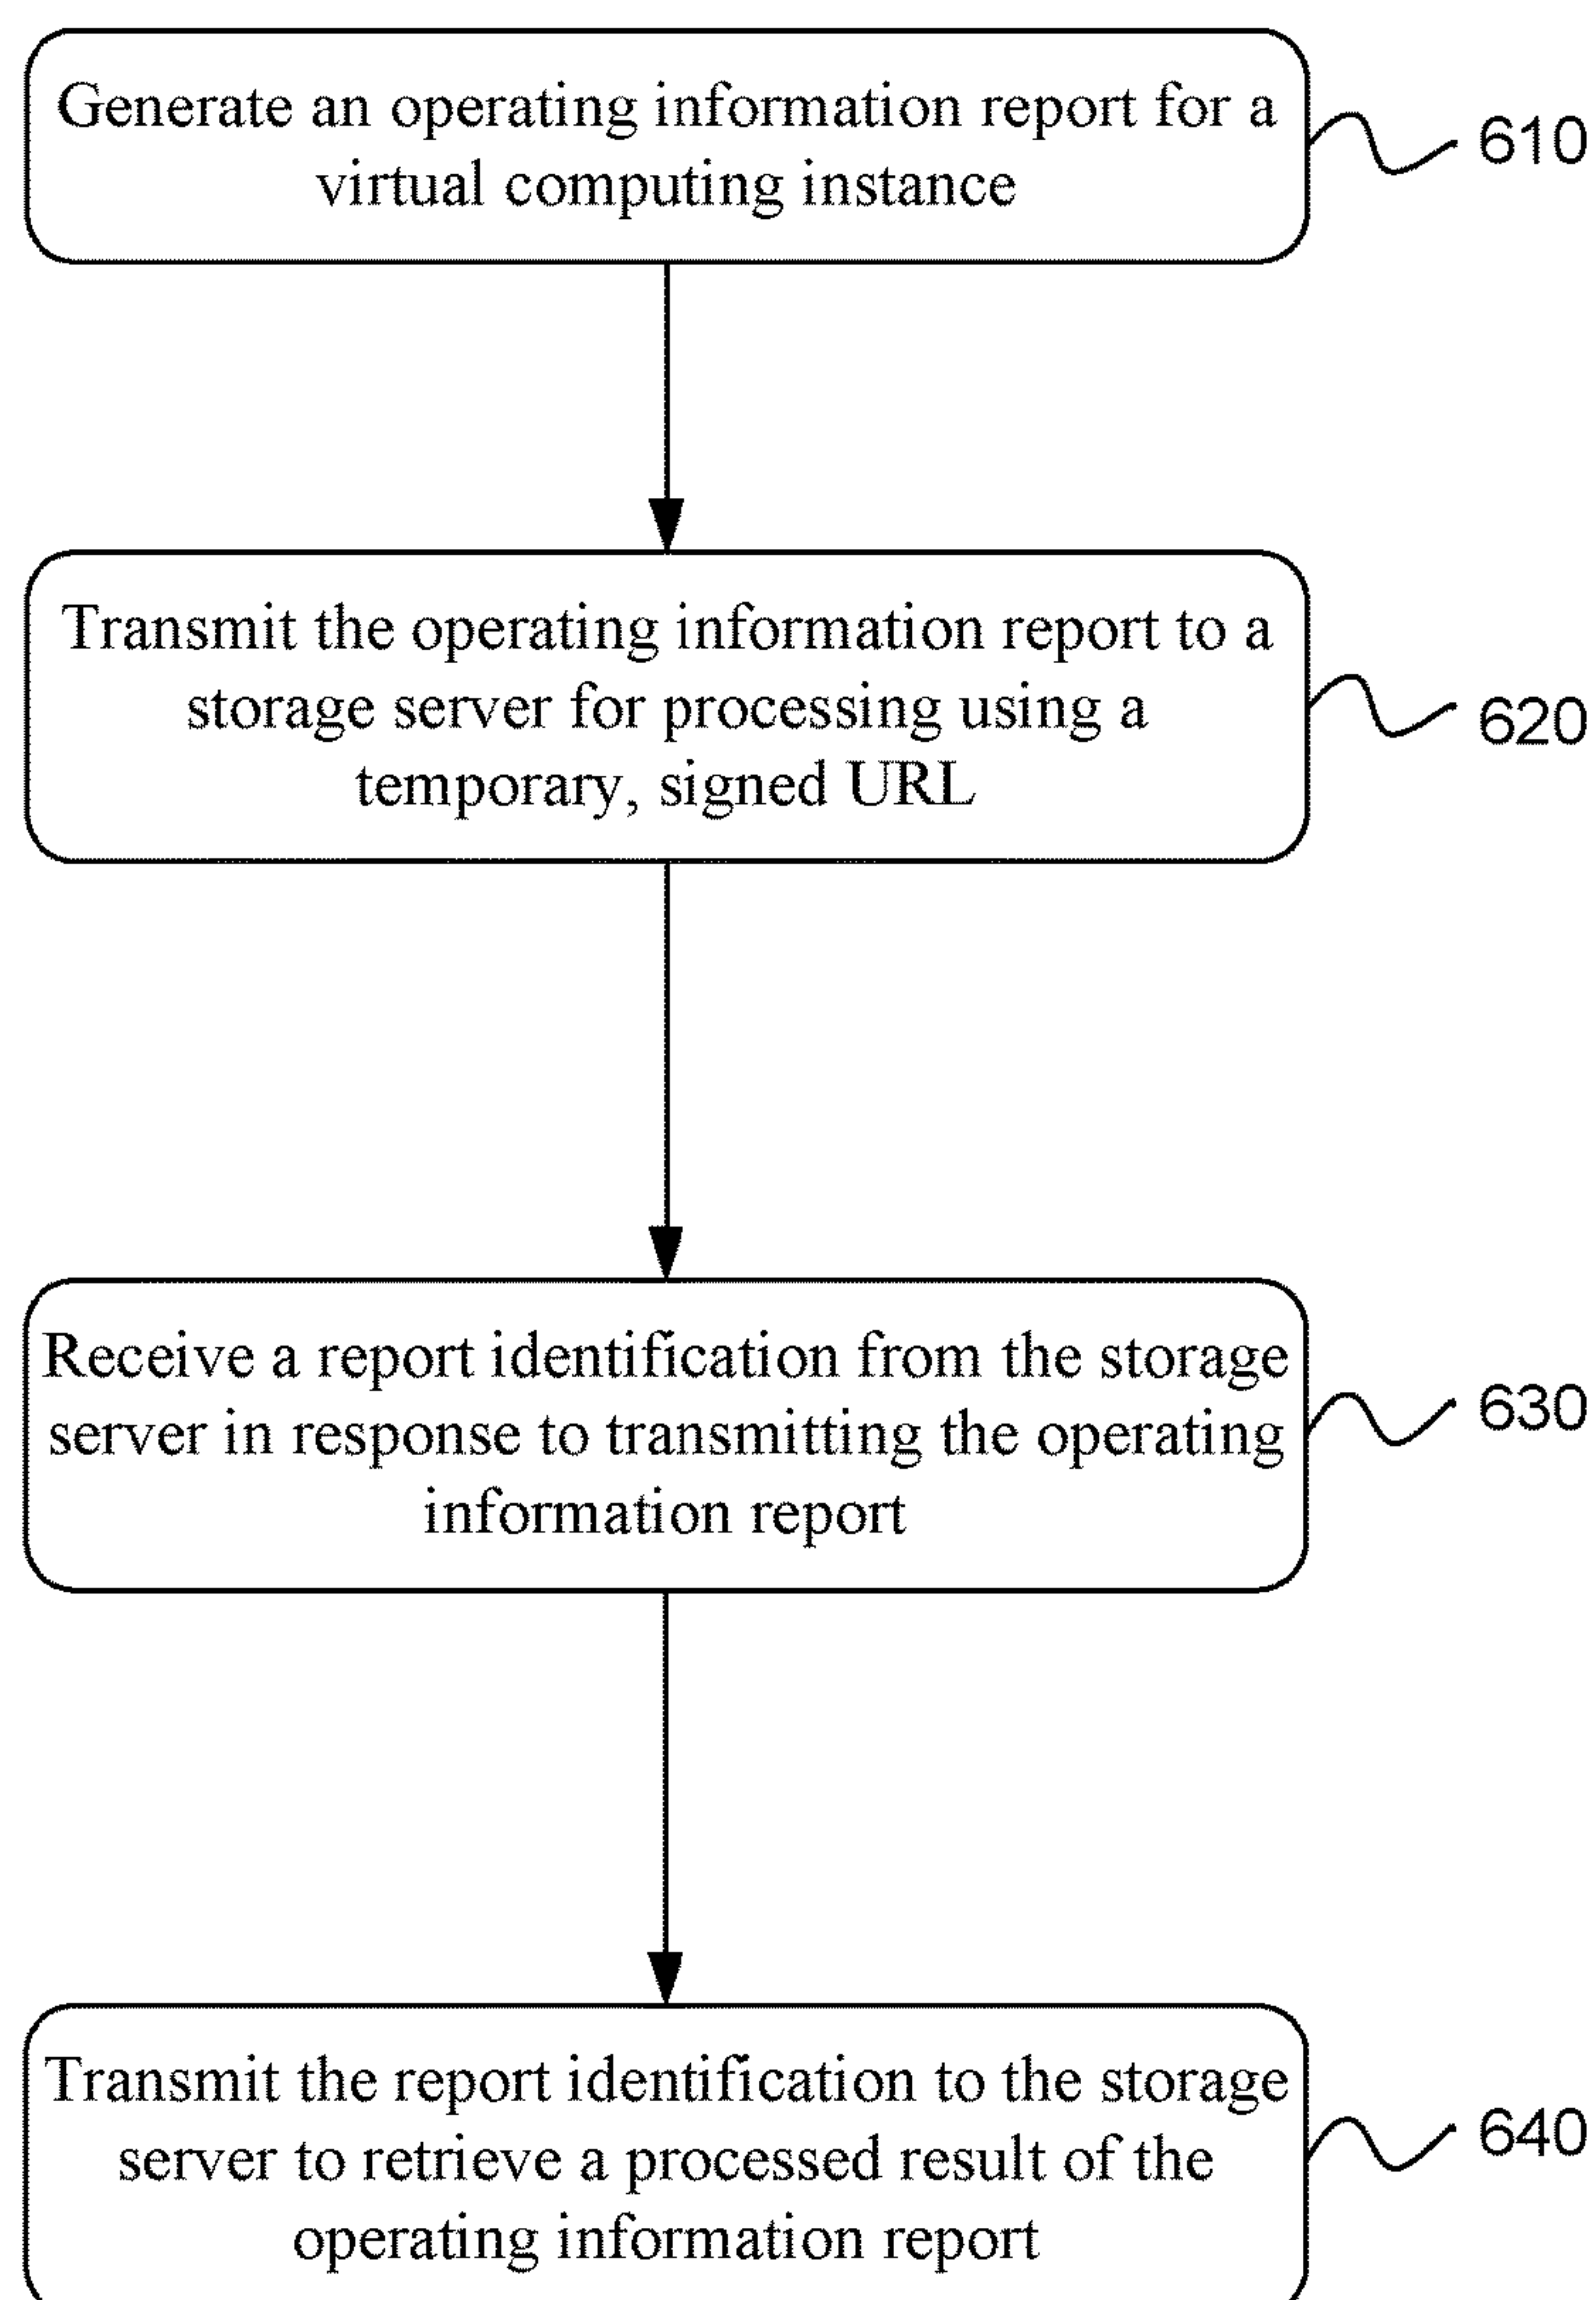 Generate an operating information report for a
virtual computing instance
610
Transmit the operating information report to a
storage server for processing using a
temporary, signed URL
620
Receive a report identification from the storage
server in response to transmitting the operating
information report
630
Transmit the report identification to the storage
server to retrieve a processed result of the
operating information report
640